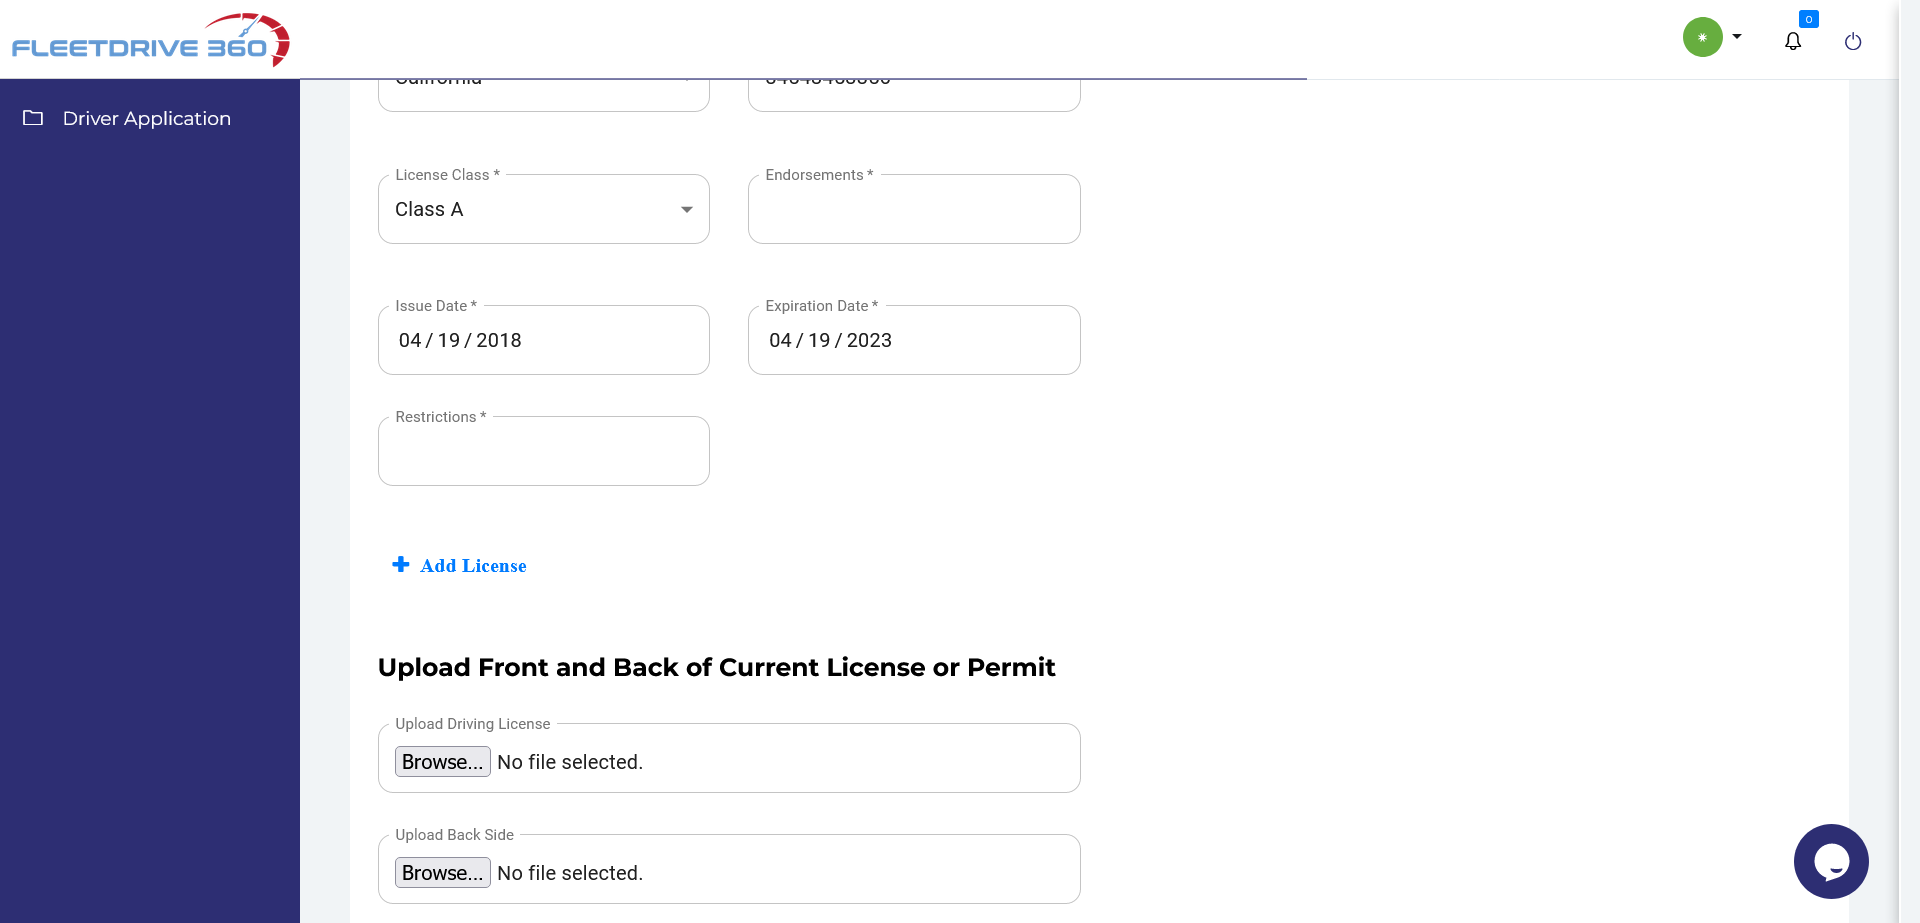 FLEETDRIVE 360
0
Driver Application
California
License Class *
Class A
Endorsements *
Issue Date *
04 / 19 / 2018
Expiration Date *
04 / 19 / 2023
Restrictions *
Add License
Upload Front and Back of Current License or Permit
Upload Driving License
Browse... No file selected.
Upload Back Side
Browse... No file selected.